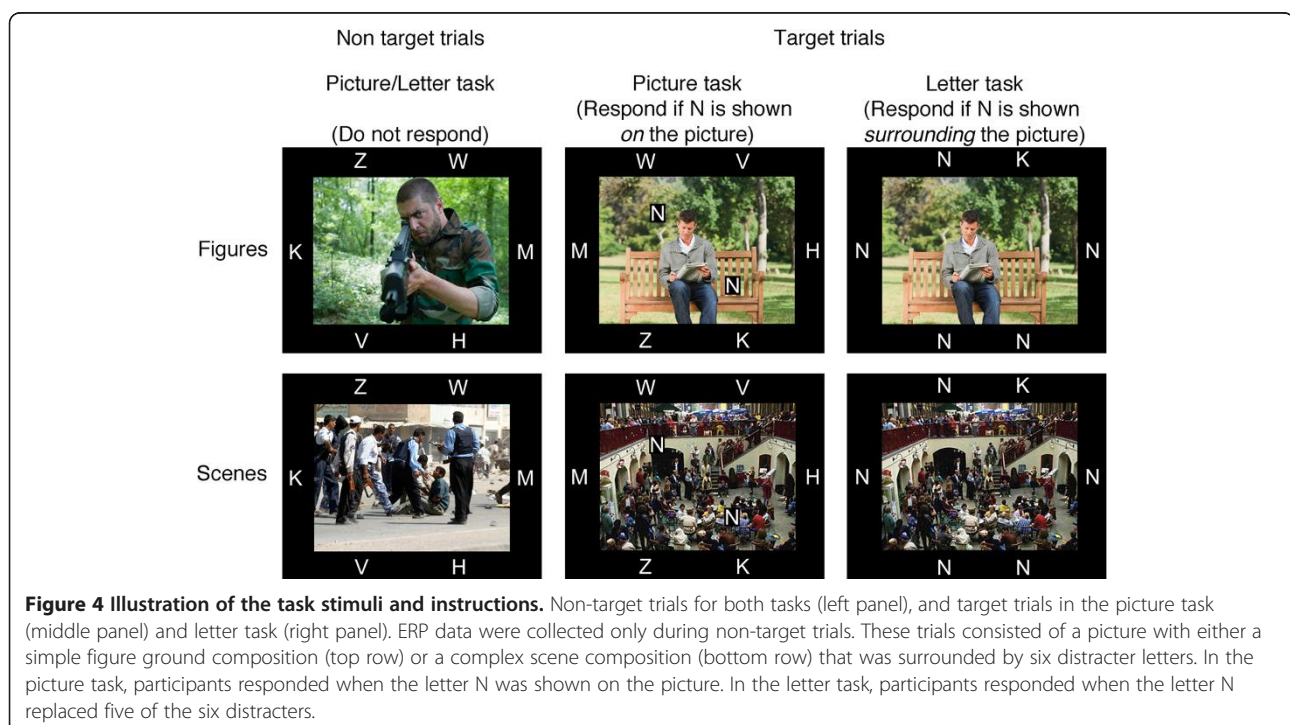 Non target trials Target trials
Picture/Letter task Picture task Letter task
(Respond if N is shown (Respond if N is shown
(Do not respond) on the picture) surrounding the picture)
Z W W V N K
N
Figures K M M H N N
N
V H Z K N N
Z W W V N K
N
Scenes K M M H N N
N
V H Z K N N
Figure 4 Illustration of the task stimuli and instructions. Non-target trials for both tasks (left panel), and target trials in the picture task
(middle panel) and letter task (right panel). ERP data were collected only during non-target trials. These trials consisted of a picture with either a
simple figure ground composition (top row) or a complex scene composition (bottom row) that was surrounded by six distracter letters. In the
picture task, participants responded when the letter N was shown on the picture. In the letter task, participants responded when the letter N
replaced five of the six distracters.